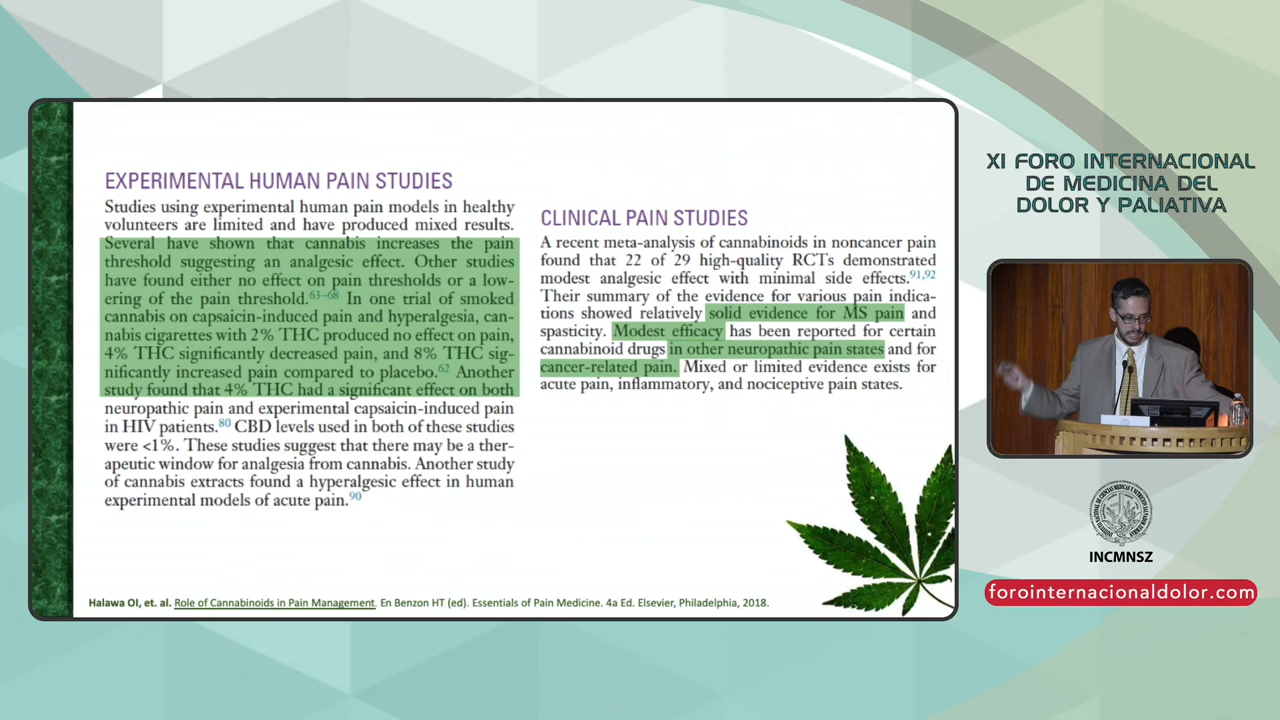 EXPERIMENTAL HUMAN PAIN STUDIES
Studies using experimental human pain models in healthy
volunteers are limited and have produced mixed results.
Several have shown that cannabis increases the pain
threshold suggesting an analgesic effect. Other studies
have found either no effect on pain thresholds or a low-
ering of the pain threshold.63–68 In one trial of smoked
cannabis on capsaicin-induced pain and hyperalgesia, can-
nabis cigarettes with 2% THC produced no effect on pain,
4% THC significantly decreased pain, and 8% THC sig-
nificantly increased pain compared to placebo.62 Another
study found that 4% THC had a significant effect on both
neuropathic pain and experimental capsaicin-induced pain
in HIV patients.80 CBD levels used in both of these studies
were <1%. These studies suggest that there may be a ther-
apeutic window for analgesia from cannabis. Another study
of cannabis extracts found a hyperalgesic effect in human
experimental models of acute pain.90
CLINICAL PAIN STUDIES
A recent meta-analysis of cannabinoids in noncancer pain
found that 22 of 29 high-quality RCTs demonstrated
modest analgesic effect with minimal side effects.91,92
Their summary of the evidence for various pain indica-
tions showed relatively solid evidence for MS pain and
spasticity. Modest efficacy has been reported for certain
cannabinoid drugs in other neuropathic pain states and for
cancer-related pain. Mixed or limited evidence exists for
acute pain, inflammatory, and nociceptive pain states.
Halawa OI, et. al. Role of Cannabinoids in Pain Management. En Benzon HT (ed). Essentials of Pain Medicine. 4a Ed. Elsevier, Philadelphia, 2018.
XI FORO INTERNACIONAL
DE MEDICINA DEL
DOLOR Y PALIATIVA
INCMNSZ
forointernacionaldolor.com